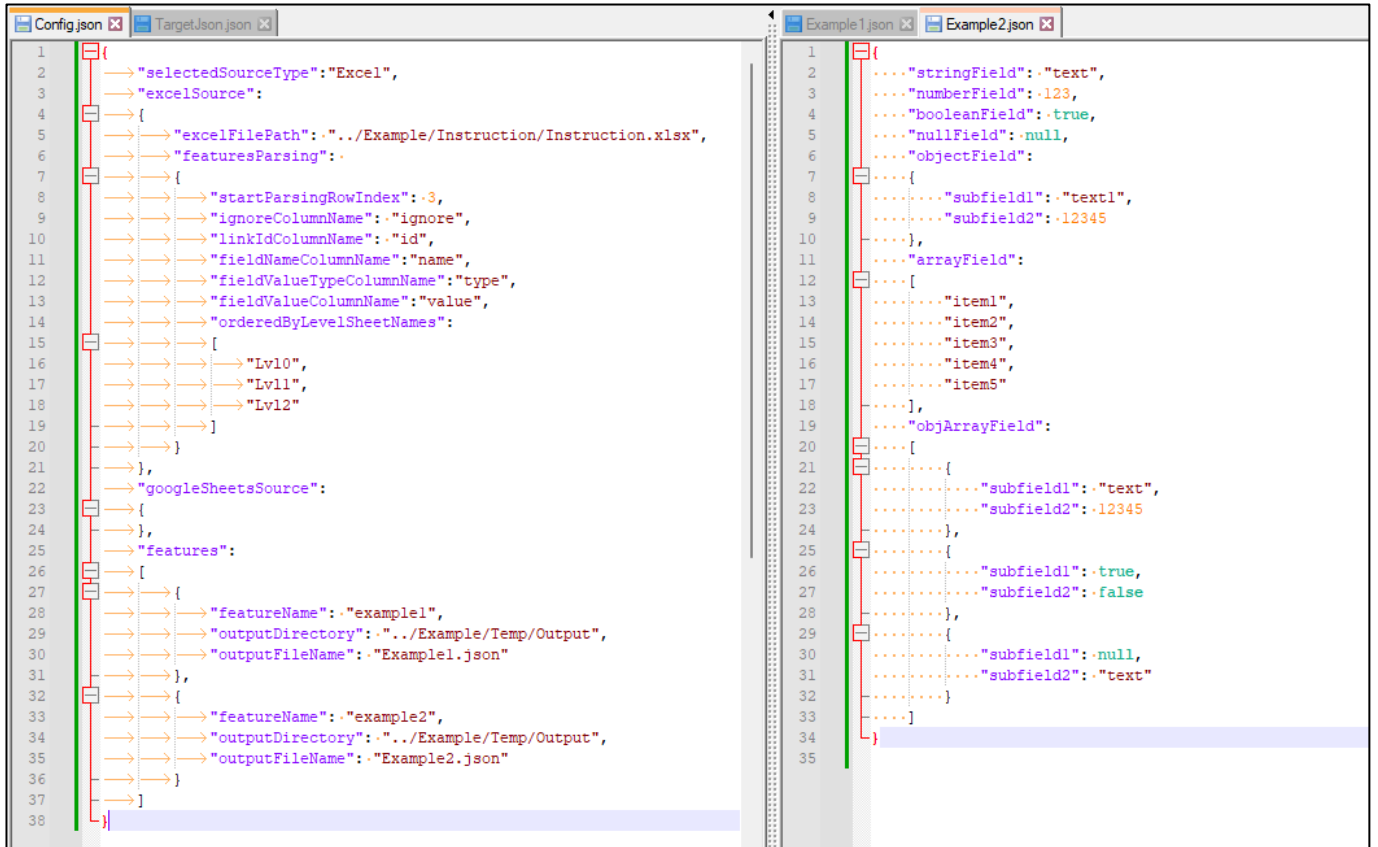 Config.json
TargetJson.json
1 {
2 "selectedSourceType":"Excel",
3 "excelSource":
4 {
5 "excelFilePath": "../Example/Instruction/Instruction.xlsx",
6 "featuresParsing":
7 {
8 "startParsingRowIndex": 3,
9 "ignoreColumnName": "ignore",
10 "linkIdColumnName": "id",
11 "fieldNameColumnName":"name",
12 "fieldValueTypeColumnName":"type",
13 "fieldValueColumnName":"value",
14 "orderedByLevelSheetNames":
15 [
16 "Lvl0",
17 "Lvl1",
18 "Lvl2"
19 ]
20 }
21 },
22 "googleSheetsSource":
23 {
24 },
25 "features":
26 [
27 {
28 "featureName": "example1",
29 "outputDirectory": "../Example/Temp/Output",
30 "outputFileName": "Example1.json"
31 },
32 {
33 "featureName": "example2",
34 "outputDirectory": "../Example/Temp/Output",
35 "outputFileName": "Example2.json"
36 }
37 ]
38 }
Example1.json
Example2.json
1 {
2 "stringField": "text",
3 "numberField": 123,
4 "booleanField": true,
5 "nullField": null,
6 "objectField":
7 {
8 "subfield1": "text1",
9 "subfield2": 12345
10 },
11 "arrayField":
12 [
13 "item1",
14 "item2",
15 "item3",
16 "item4",
17 "item5"
18 ],
19 "objArrayField":
20 [
21 {
22 "subfield1": "text",
23 "subfield2": 12345
24 },
25 {
26 "subfield1": true,
27 "subfield2": false
28 },
29 {
30 "subfield1": null,
31 "subfield2": "text"
32 }
33 ]
34 }
35